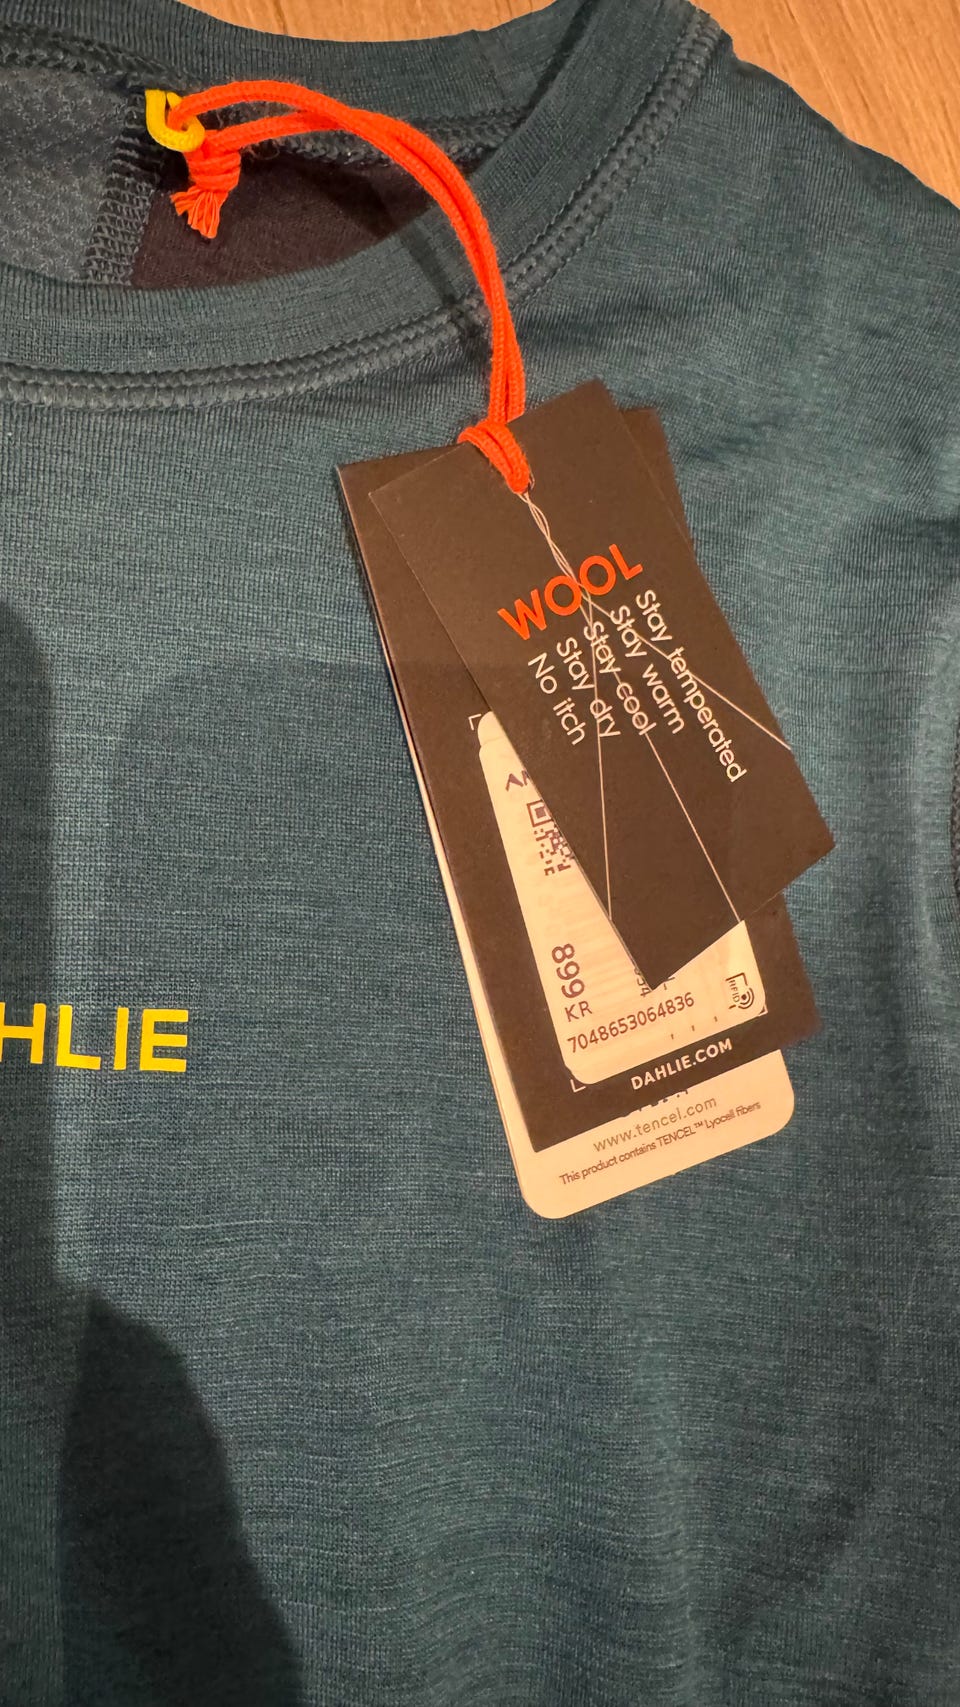 WOOL
Stay temperated
Stay warm
Stay cool
Stay dry
No itch
899
KR
7048653064836
RFID
DAHLIE.COM
www.tencel.com
This product contains TENCEL™ Lyocell fibers
HLIE